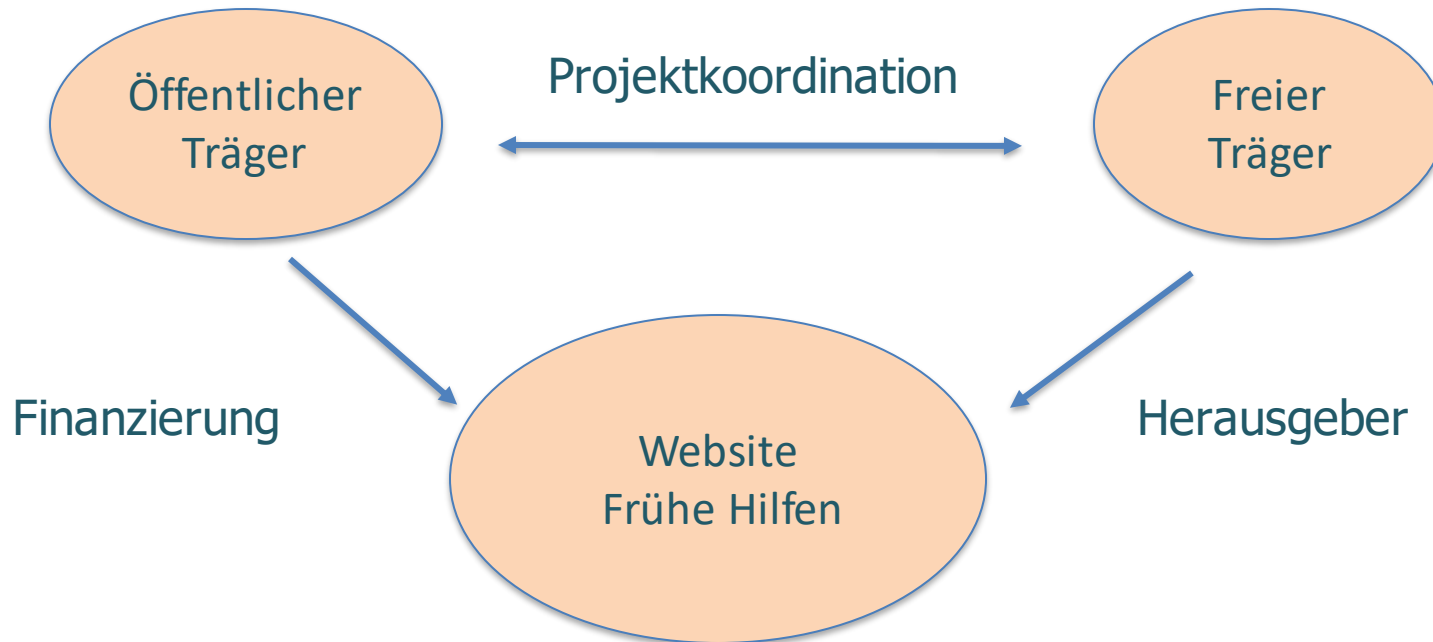 Öffentlicher
Träger
Projektkoordination
Freier
Träger
Finanzierung
Herausgeber
Website
Frühe Hilfen